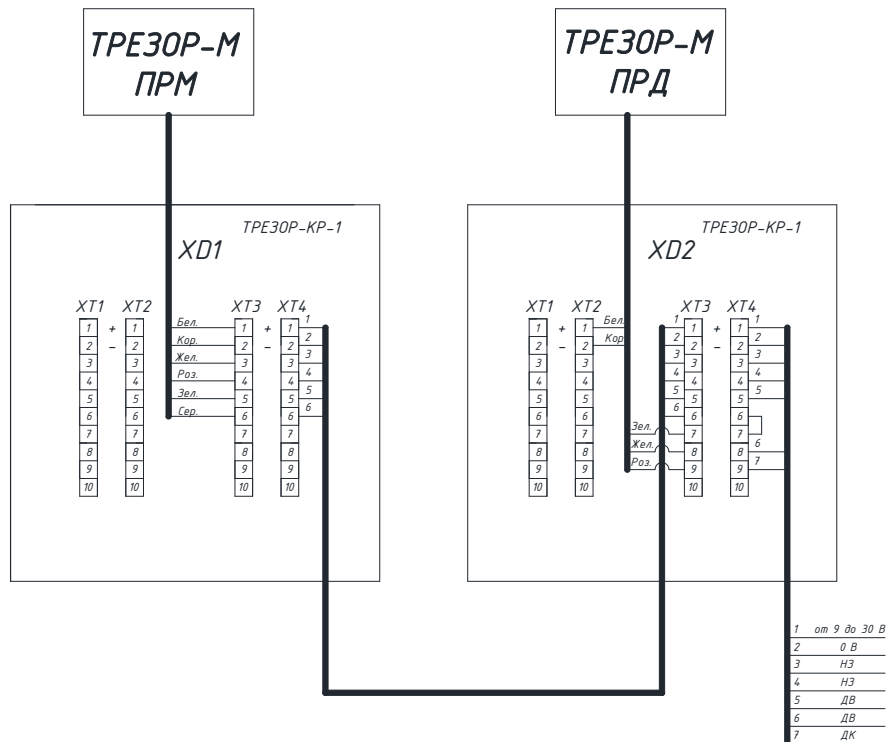 ТРЕЗОР-М
ПРМ
ТРЕЗОР-М
ПРД
ТРЕЗОР-КР-1
XD1
XT1 XT2 XT3 XT4
1 + 1 Бел. 1 + 1 1
2 - 2 Кор. 2 - 2 2
3 3 Жел. 3 3 3
4 4 Роз. 4 4 4
5 5 Зел. 5 5 5
6 6 Сер. 6 6 6
7 7 7 7
8 8 8 8
9 9 9 9
10 10 10 10
ТРЕЗОР-КР-1
XD2
XT1 XT2 XT3 XT4
1 + 1 Бел. 1 1 + 1 1
2 - 2 Кор. 2 2 - 2 2
3 3 3 3 3 3
4 4 4 4 4 4
5 5 5 5 5 5
6 6 6 6 6
7 7 Зел. 7 7
8 8 Жел. 8 8 6
9 9 Роз. 9 9 7
10 10 10 10
1 от 9 до 30 В
2 0 В
3 НЗ
4 НЗ
5 ДВ
6 ДВ
7 ДК